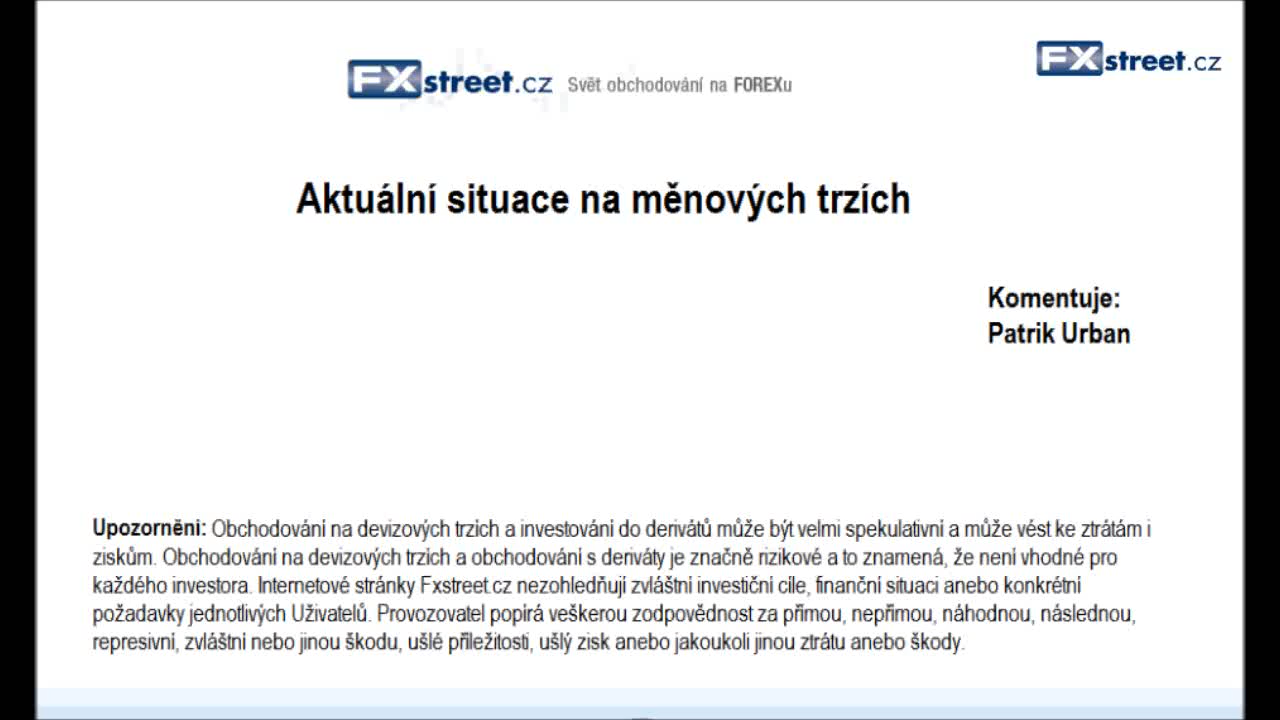 FXstreet.cz
FXstreet.cz Svět obchodování na FOREXu
Aktuální situace na měnových trzích
Komentuje:
Patrik Urban
Upozorněni: Obchodování na devizových trzích a investování do derivátů může být velmi spekulativní a může vést ke ztrátám i
ziskům. Obchodování na devizových trzích a obchodování s deriváty je značně rizikové a to znamená, že není vhodné pro
každého investora. Internetové stránky Fxstreet.cz nezohledňují zvláštní investiční cíle, finanční situaci anebo konkrétní
požadavky jednotlivých Uživatelů. Provozovatel popírá veškerou zodpovědnost za přímou, nepřímou, náhodnou, následnou,
represivní, zvláštní nebo jinou škodu, ušlé příležitosti, ušlý zisk anebo jakoukoli jinou ztrátu anebo škody.